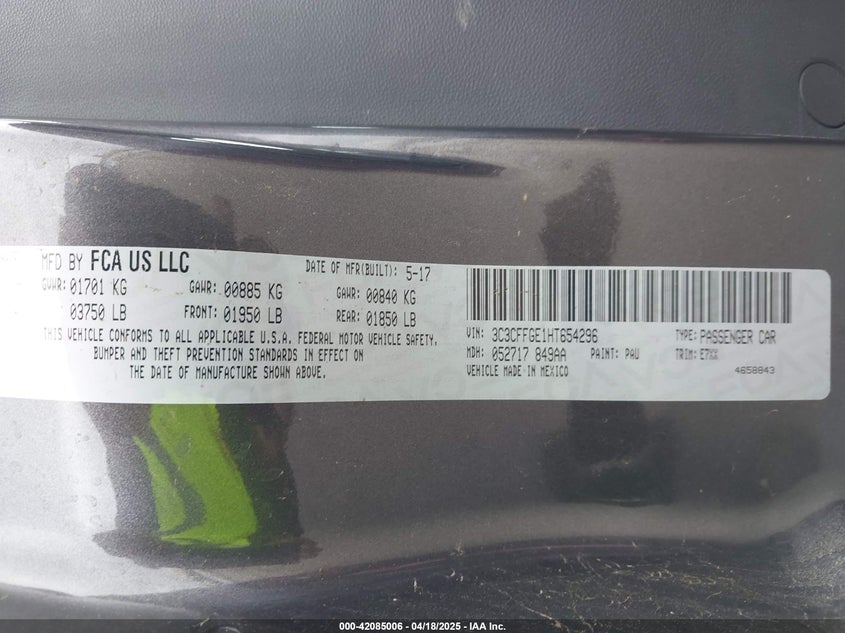 MFD BY FCA US LLC
DATE OF MFR(BUILT): 5-17
GVWR: 01701 KG GAWR: 00885 KG GAWR: 00840 KG
03750 LB FRONT: 01950 LB REAR: 01850 LB
THIS VEHICLE CONFORMS TO ALL APPLICABLE U.S.A. FEDERAL MOTOR VEHICLE SAFETY,
BUMPER AND THEFT PREVENTION STANDARDS IN EFFECT ON
THE DATE OF MANUFACTURE SHOWN ABOVE.
VIN: 3C3CFFGE1HT654296 TYPE: PASSENGER CAR
MDH: 052717 849AA PAINT: PAU TRIM: E7XX
VEHICLE MADE IN MEXICO 4658843
000-42085006 - 04/18/2025 - IAA Inc.